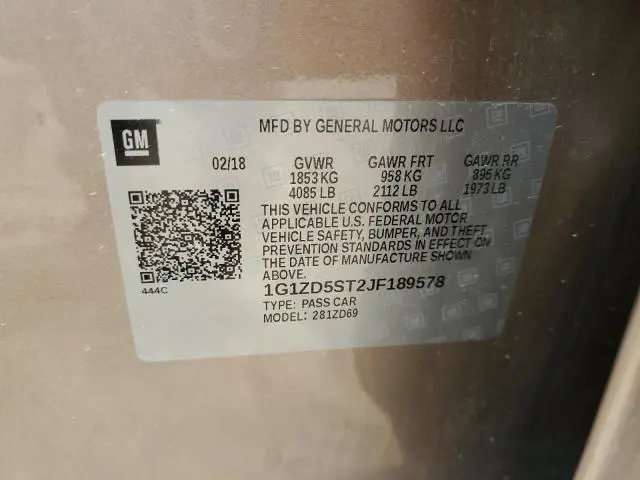 GM
MFD BY GENERAL MOTORS LLC
02/18 GVWR GAWR FRT GAWR RR
1853 KG 958 KG 895 KG
4085 LB 2112 LB 1973 LB
THIS VEHICLE CONFORMS TO ALL
APPLICABLE U.S. FEDERAL MOTOR
VEHICLE SAFETY, BUMPER, AND THEFT
PREVENTION STANDARDS IN EFFECT ON
THE DATE OF MANUFACTURE SHOWN
ABOVE.
444C
1G1ZD5ST2JF189578
TYPE: PASS CAR
MODEL: 281ZD69